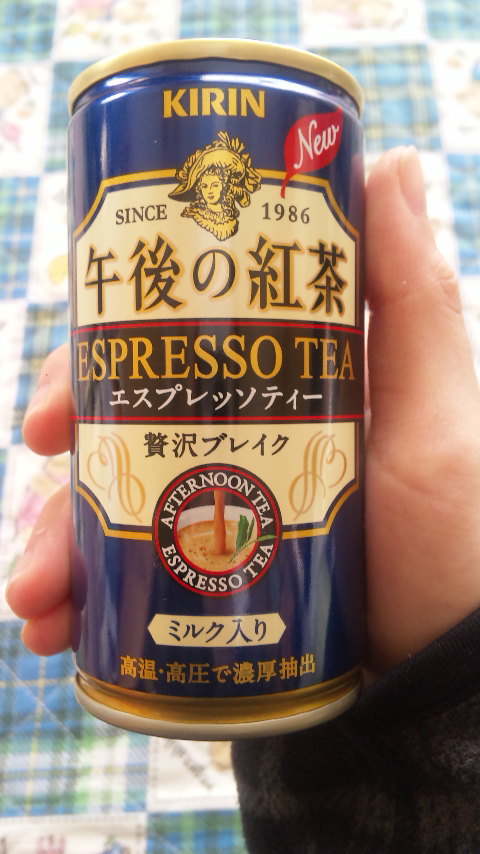 KIRIN
New
SINCE 1986
午後の紅茶
ESPRESSO TEA
エスプレッソティー
贅沢ブレイク
AFTERNOON TEA
ESPRESSO TEA
ミルク入り
高温・高圧で濃厚抽出